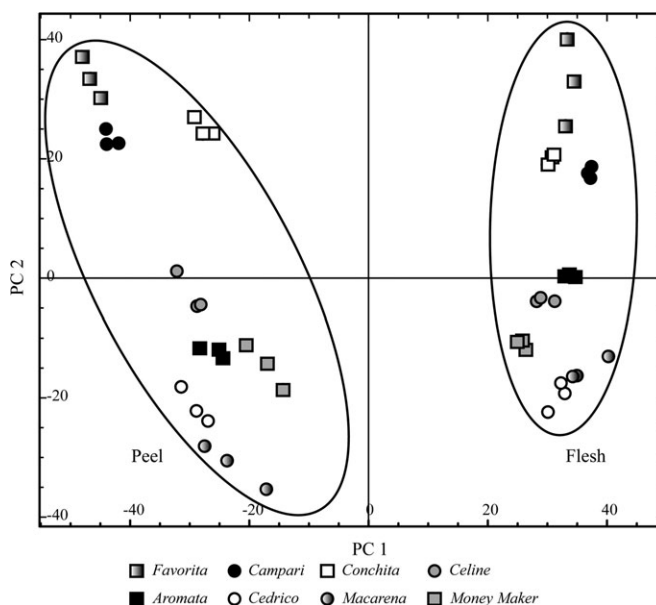 40
20
PC 2
0
-20
Peel
Flesh
-40
-40
-20
0
20
40
PC 1
Favorita Campari Conchita Celine
Aromata Cedrico Macarena Money Maker